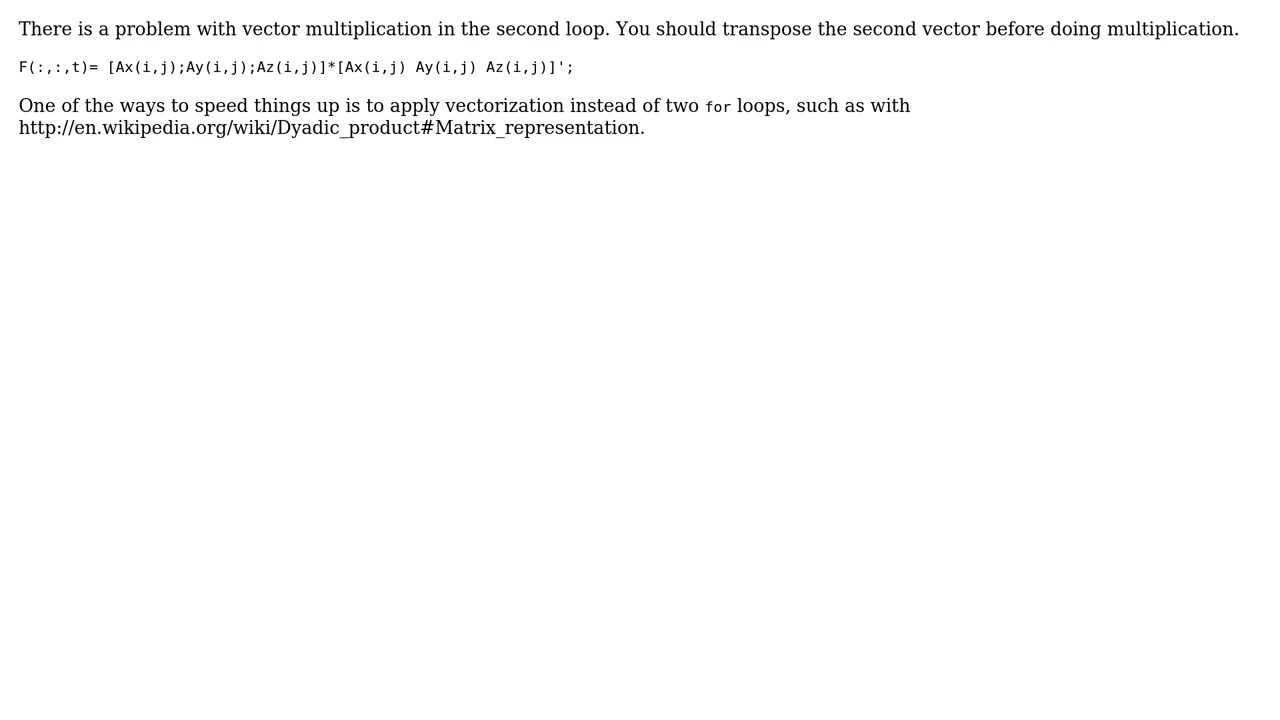 There is a problem with vector multiplication in the second loop. You should transpose the second vector before doing multiplication.
F(:,:,t)= [Ax(i,j);Ay(i,j);Az(i,j)]*[Ax(i,j) Ay(i,j) Az(i,j)]';
One of the ways to speed things up is to apply vectorization instead of two for loops, such as with
http://en.wikipedia.org/wiki/Dyadic_product#Matrix_representation.